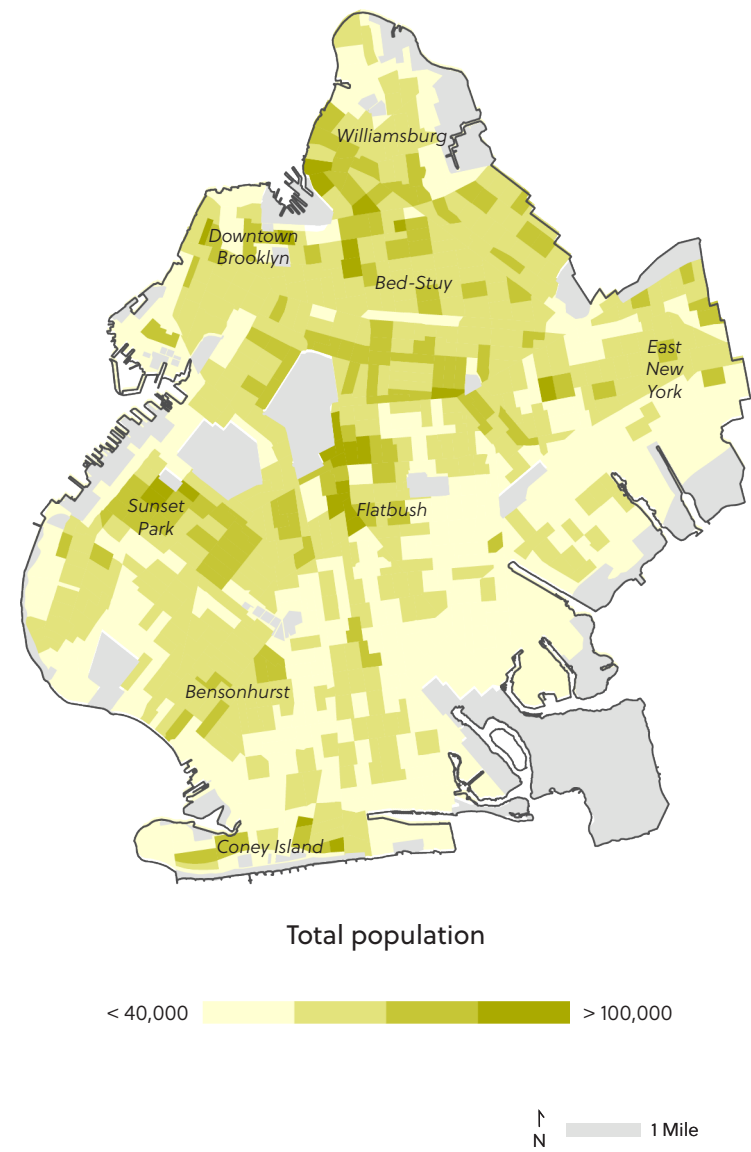 Williamsburg
Downtown
Brooklyn
Bed-Stuy
East
New
York
Sunset
Park
Flatbush
Bensonhurst
Coney Island
Total population
< 40,000
> 100,000
N
1 Mile